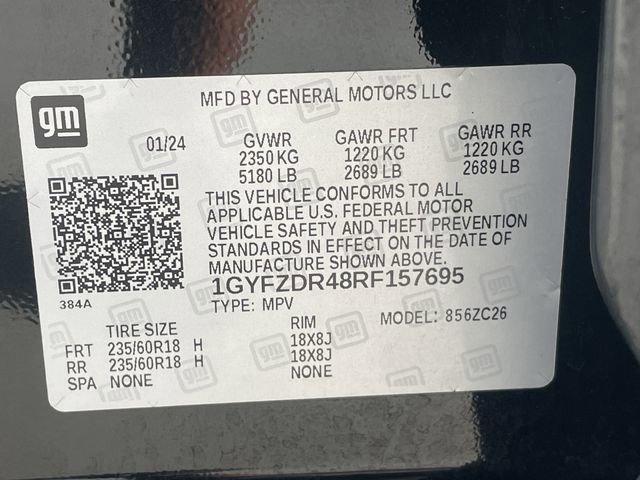 gm
MFD BY GENERAL MOTORS LLC
01/24
GVWR GAWR FRT GAWR RR
2350 KG 1220 KG 1220 KG
5180 LB 2689 LB 2689 LB
THIS VEHICLE CONFORMS TO ALL
APPLICABLE U.S. FEDERAL MOTOR
VEHICLE SAFETY AND THEFT PREVENTION
STANDARDS IN EFFECT ON THE DATE OF
MANUFACTURE SHOWN ABOVE.
384A
1GYFZDR48RF157695
TYPE: MPV MODEL: 856ZC26
TIRE SIZE RIM
FRT 235/60R18 H 18X8J
RR 235/60R18 H 18X8J
SPA NONE NONE